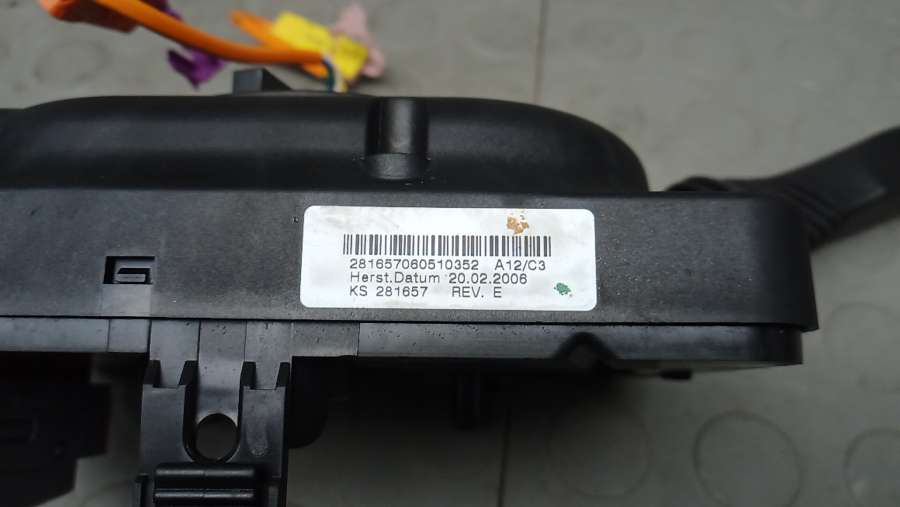 281657060510352 A12/C3
Herst.Datum 20.02.2006
KS 281657 REV. E